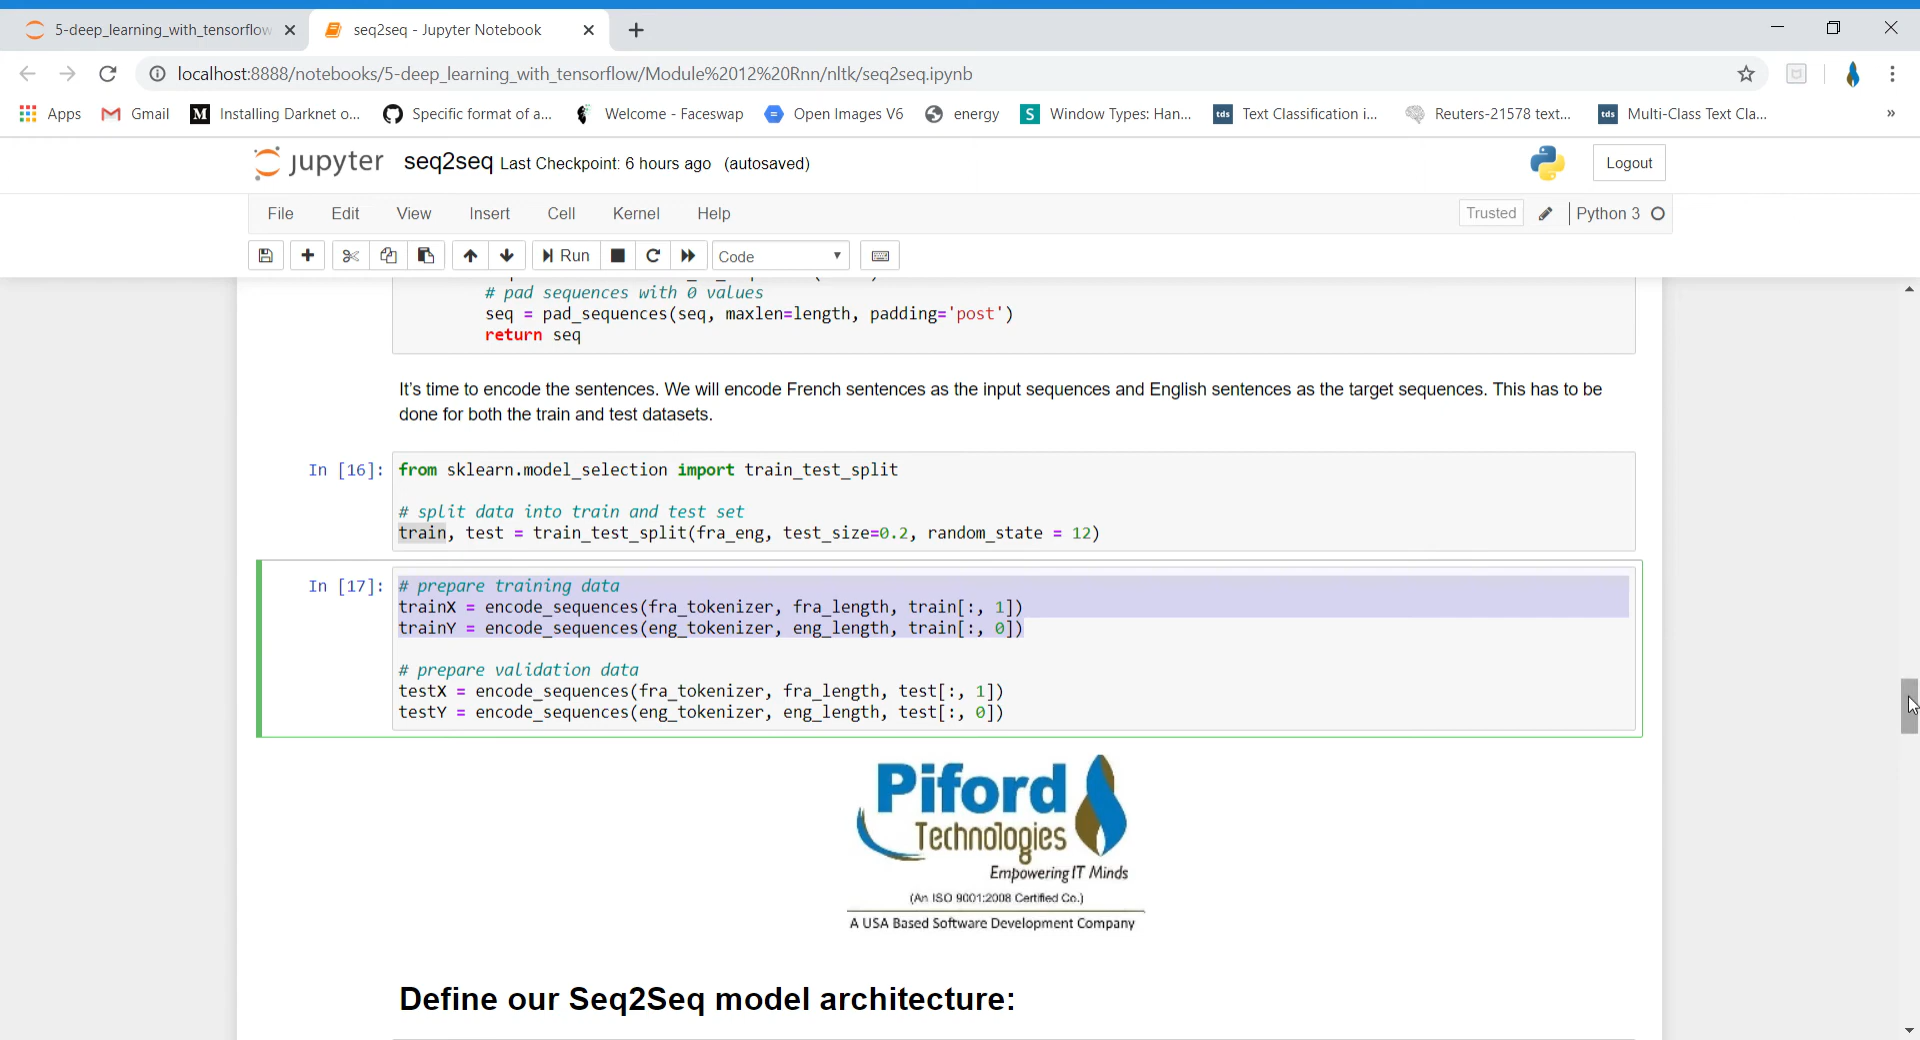 5-deep_learning_with_tensorflow
seq2seq - Jupyter Notebook
localhost:8888/notebooks/5-deep_learning_with_tensorflow/Module%2012%20Rnn/nltk/seq2seq.ipynb
Apps Gmail Installing Darknet o... Specific format of a... Welcome - Faceswap Open Images V6 energy Window Types: Han... Text Classification i... Reuters-21578 text... Multi-Class Text Cla... »
jupyter seq2seq Last Checkpoint: 6 hours ago (autosaved)
Logout
File Edit View Insert Cell Kernel Help
Trusted Python 3
Run Code
# pad sequences with 0 values
seq = pad_sequences(seq, maxlen=length, padding='post')
return seq
It's time to encode the sentences. We will encode French sentences as the input sequences and English sentences as the target sequences. This has to be
done for both the train and test datasets.
In [16]: from sklearn.model_selection import train_test_split
# split data into train and test set
train, test = train_test_split(fra_eng, test_size=0.2, random_state = 12)
In [17]: # prepare training data
trainX = encode_sequences(fra_tokenizer, fra_length, train[:, 1])
trainY = encode_sequences(eng_tokenizer, eng_length, train[:, 0])
# prepare validation data
testX = encode_sequences(fra_tokenizer, fra_length, test[:, 1])
testY = encode_sequences(eng_tokenizer, eng_length, test[:, 0])
Piford
Technologies
Empowering IT Minds
(An ISO 9001:2008 Certified Co.)
A USA Based Software Development Company
Define our Seq2Seq model architecture: